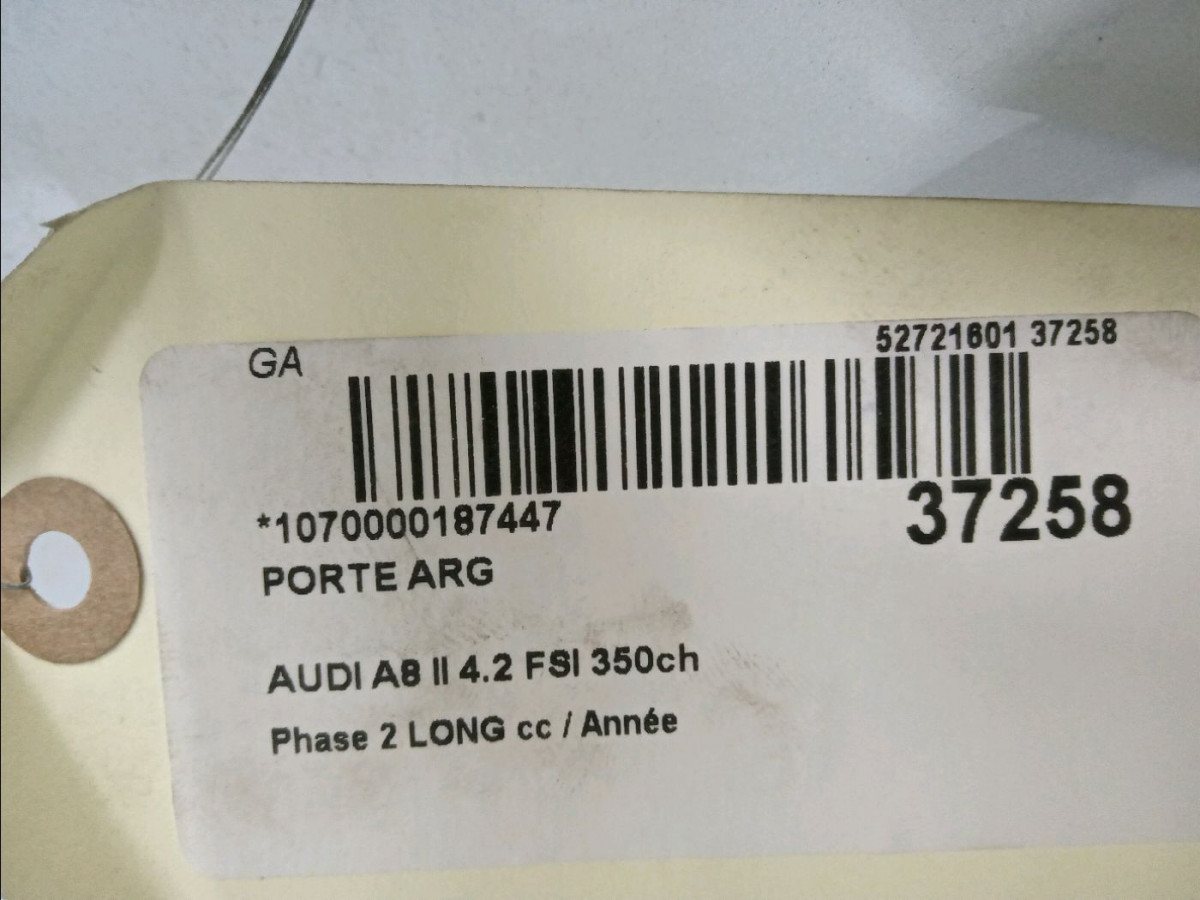 GA
52721601 37258
*1070000187447
37258
PORTE ARG
AUDI A8 II 4.2 FSI 350ch
Phase 2 LONG cc / Année